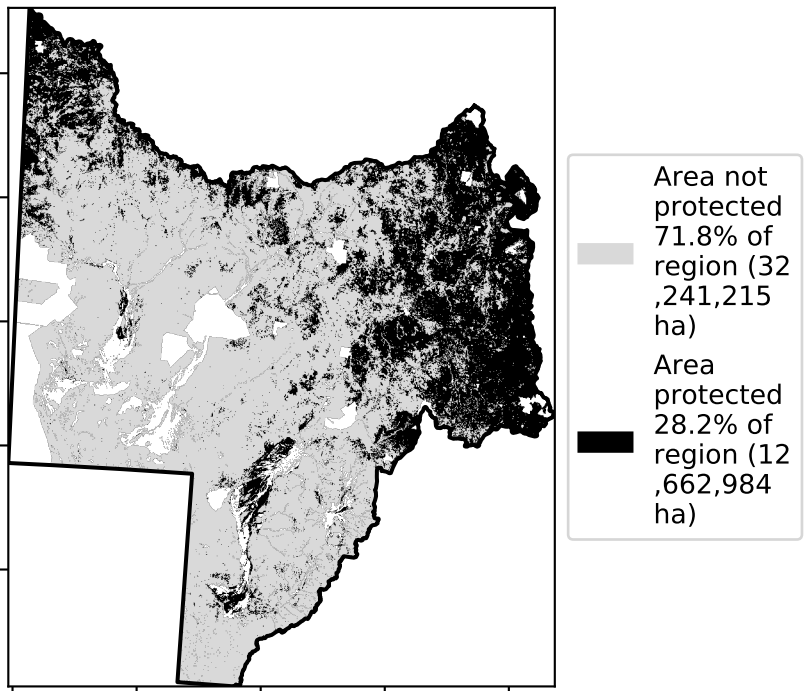 Area not
protected
71.8% of
region (32
,241,215
ha)
Area
protected
28.2% of
region (12
,662,984
ha)